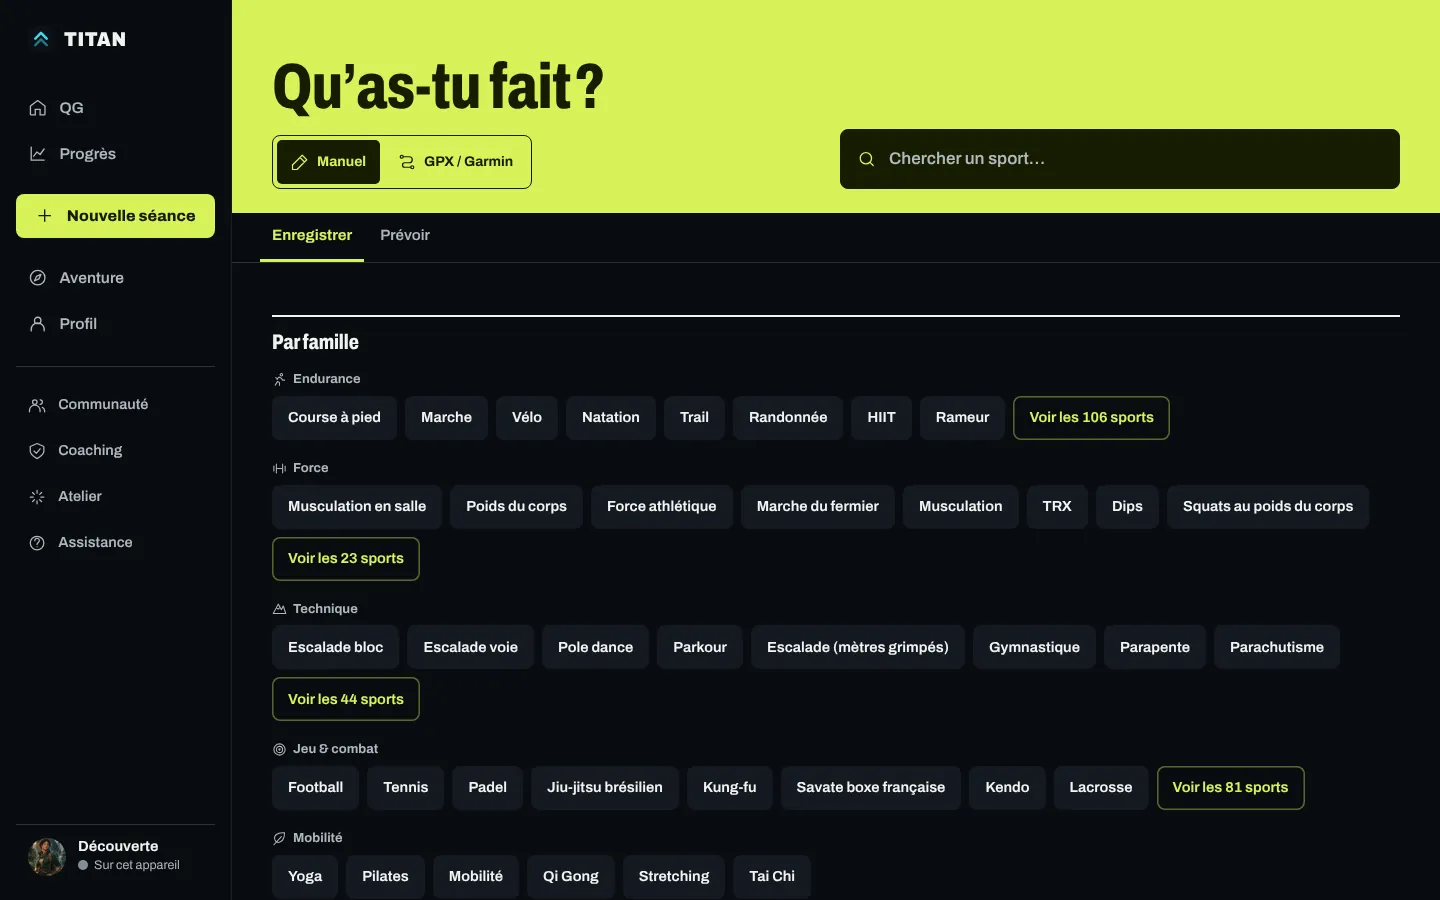 TITAN
QG
Progrès
Nouvelle séance
Aventure
Profil
Communauté
Coaching
Atelier
Assistance
Découverte
Sur cet appareil
Qu’as-tu fait ?
Manuel
GPX / Garmin
Chercher un sport…
Enregistrer
Prévoir
Par famille
Endurance
Course à pied
Marche
Vélo
Natation
Trail
Randonnée
HIIT
Rameur
Voir les 106 sports
Force
Musculation en salle
Poids du corps
Force athlétique
Marche du fermier
Musculation
TRX
Dips
Squats au poids du corps
Voir les 23 sports
Technique
Escalade bloc
Escalade voie
Pole dance
Parkour
Escalade (mètres grimpés)
Gymnastique
Parapente
Parachutisme
Voir les 44 sports
Jeu & combat
Football
Tennis
Padel
Jiu-jitsu brésilien
Kung-fu
Savate boxe française
Kendo
Lacrosse
Voir les 81 sports
Mobilité
Yoga
Pilates
Mobilité
Qi Gong
Stretching
Tai Chi